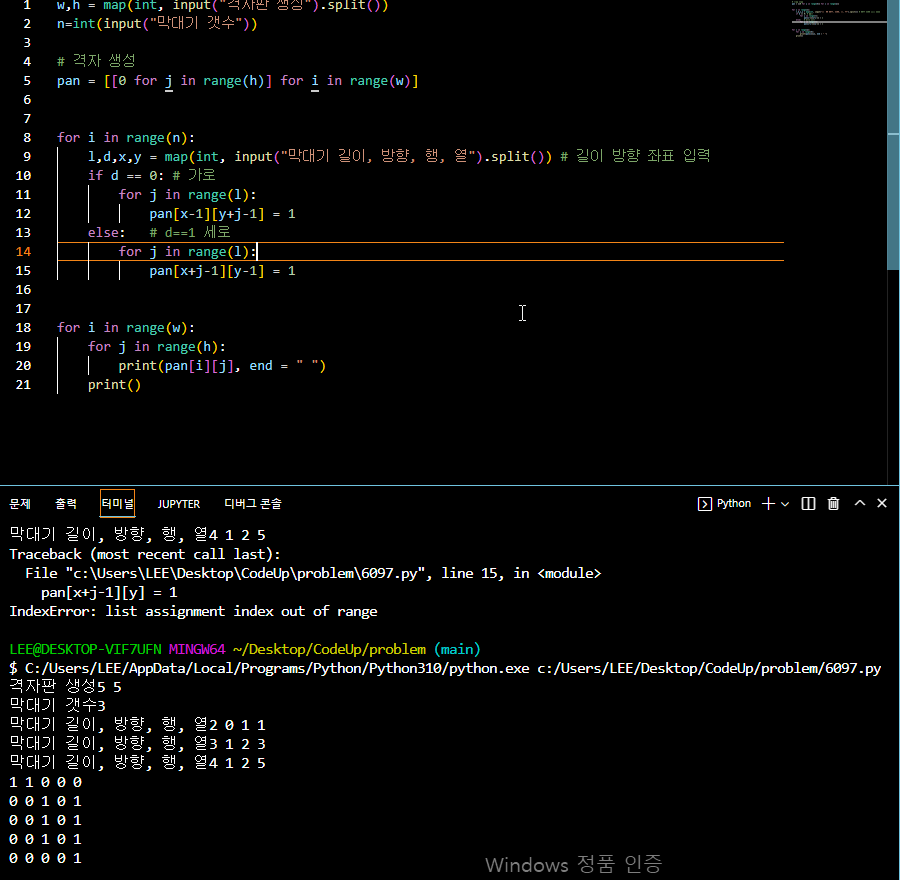 1 w,h = map(int, input("격자판 생성").split())
2 n=int(input("막대기 갯수"))
3
4 # 격자 생성
5 pan = [[0 for j in range(h)] for i in range(w)]
6
7
8 for i in range(n):
9 l,d,x,y = map(int, input("막대기 길이, 방향, 행, 열").split()) # 길이 방향 좌표 입력
10 if d == 0: # 가로
11 for j in range(l):
12 pan[x-1][y+j-1] = 1
13 else: # d==1 세로
14 for j in range(l):
15 pan[x+j-1][y-1] = 1
16
17
18 for i in range(w):
19 for j in range(h):
20 print(pan[i][j], end = " ")
21 print()
문제 출력 터미널 JUPYTER 디버그 콘솔 Python
막대기 길이, 방향, 행, 열4 1 2 5
Traceback (most recent call last):
File "c:\Users\LEE\Desktop\CodeUp\problem\6097.py", line 15, in <module>
pan[x+j-1][y] = 1
IndexError: list assignment index out of range
LEE@DESKTOP-VIF7UFN MINGW64 ~/Desktop/CodeUp/problem (main)
$ C:/Users/LEE/AppData/Local/Programs/Python/Python310/python.exe c:/Users/LEE/Desktop/CodeUp/problem/6097.py
격자판 생성5 5
막대기 갯수3
막대기 길이, 방향, 행, 열2 0 1 1
막대기 길이, 방향, 행, 열3 1 2 3
막대기 길이, 방향, 행, 열4 1 2 5
1 1 0 0 0
0 0 1 0 1
0 0 1 0 1
0 0 1 0 1
0 0 0 0 1
Windows 정품 인증